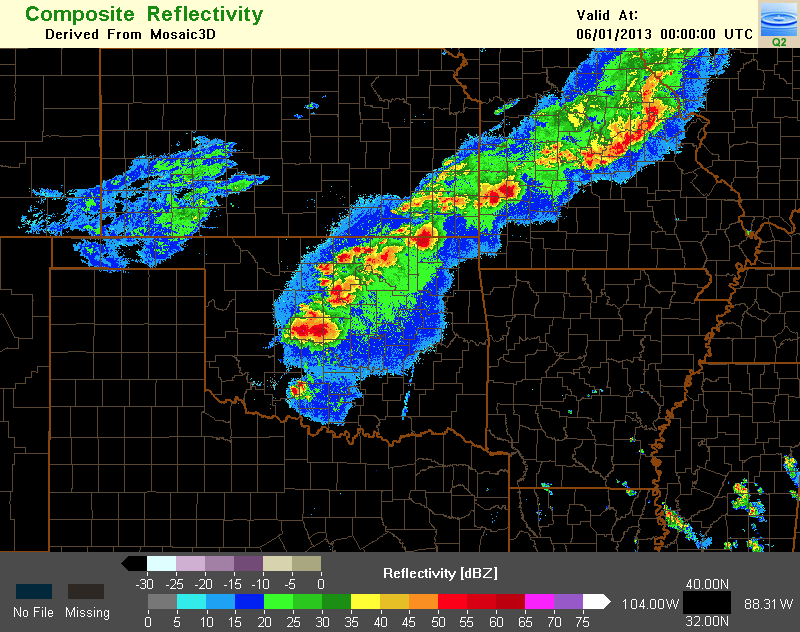 Composite Reflectivity
Derived From Mosaic3D
Valid At:
06/01/2013 00:00:00 UTC
Q2
Reflectivity [dBZ]
-30 -25 -20 -15 -10 -5 0
0 5 10 15 20 25 30 35 40 45 50 55 60 65 70 75
No File
Missing
40.00N
104.00W
88.31W
32.00N